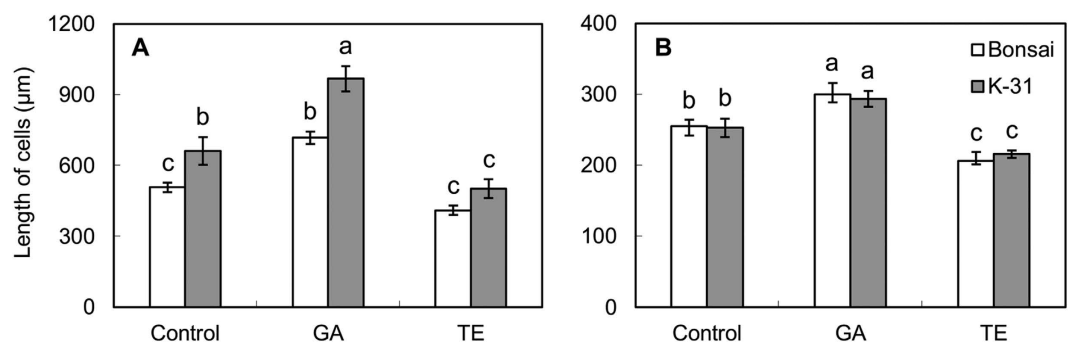 Length of cells (μm)
1200
900
600
300
0
A
c
b
b
a
c
c
Control
GA
TE
400
300
200
100
0
B
b
b
a
a
c
c
Bonsai
K-31
Control
GA
TE